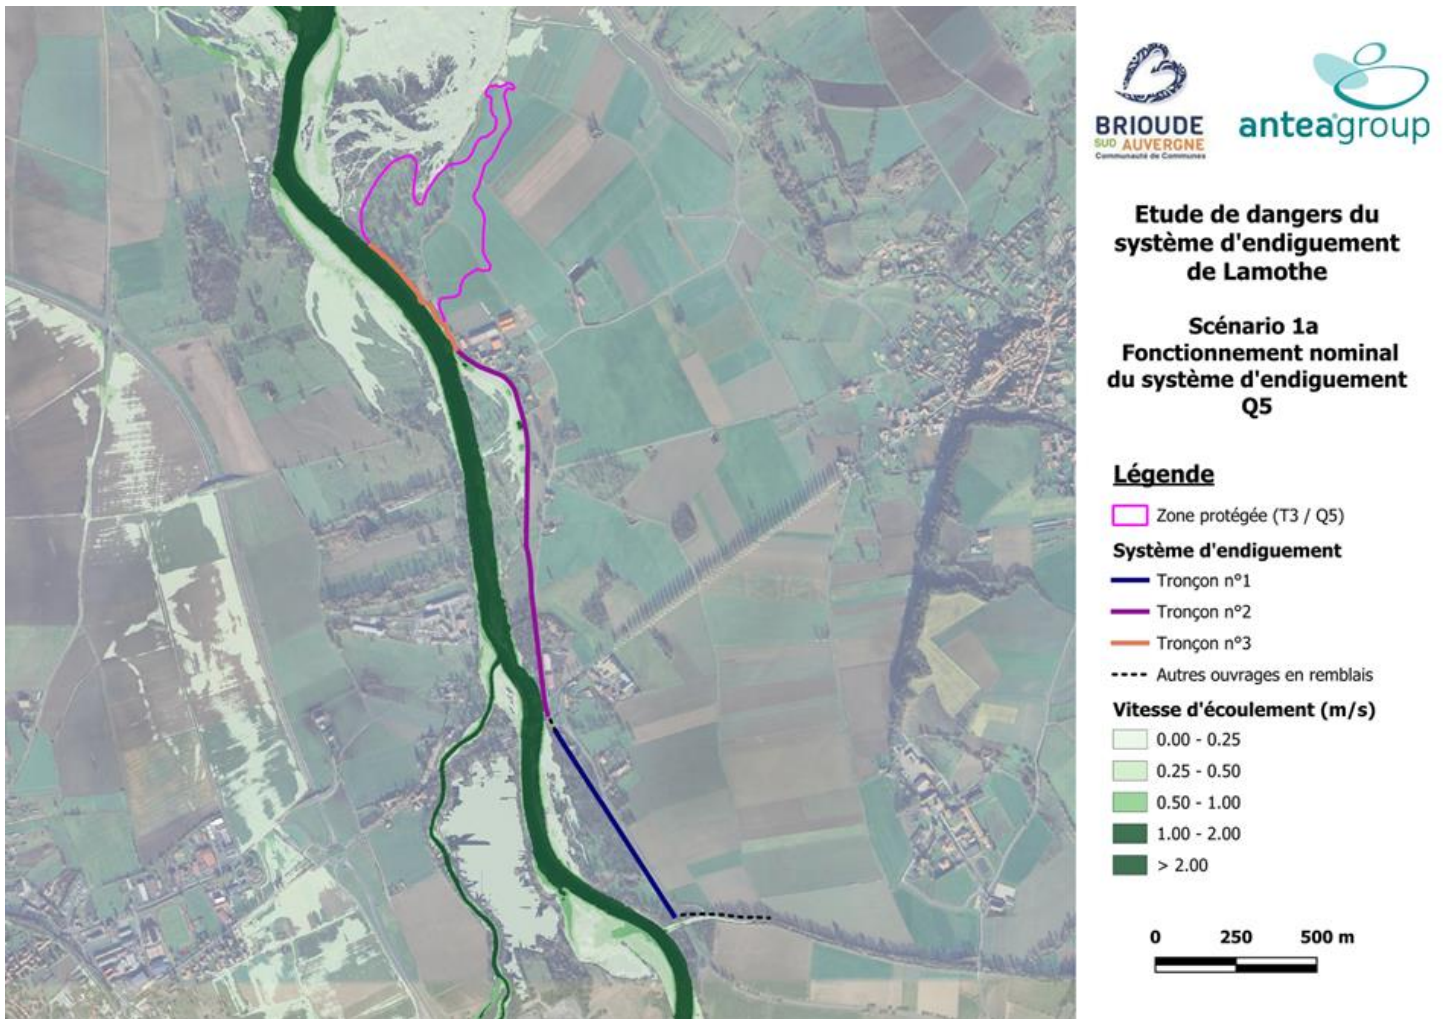 BRIOUDE
SUD AUVERGNE
Communauté de Communes
anteagroup
Etude de dangers du
système d'endiguement
de Lamothe
Scénario 1a
Fonctionnement nominal
du système d'endiguement
Q5
Légende
Zone protégée (T3 / Q5)
Système d'endiguement
Tronçon n°1
Tronçon n°2
Tronçon n°3
Autres ouvrages en remblais
Vitesse d'écoulement (m/s)
0.00 - 0.25
0.25 - 0.50
0.50 - 1.00
1.00 - 2.00
> 2.00
0 250 500 m